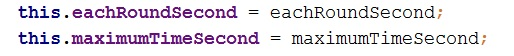 this.eachRoundSecond = eachRoundSecond;
this.maximumTimeSecond = maximumTimeSecond;